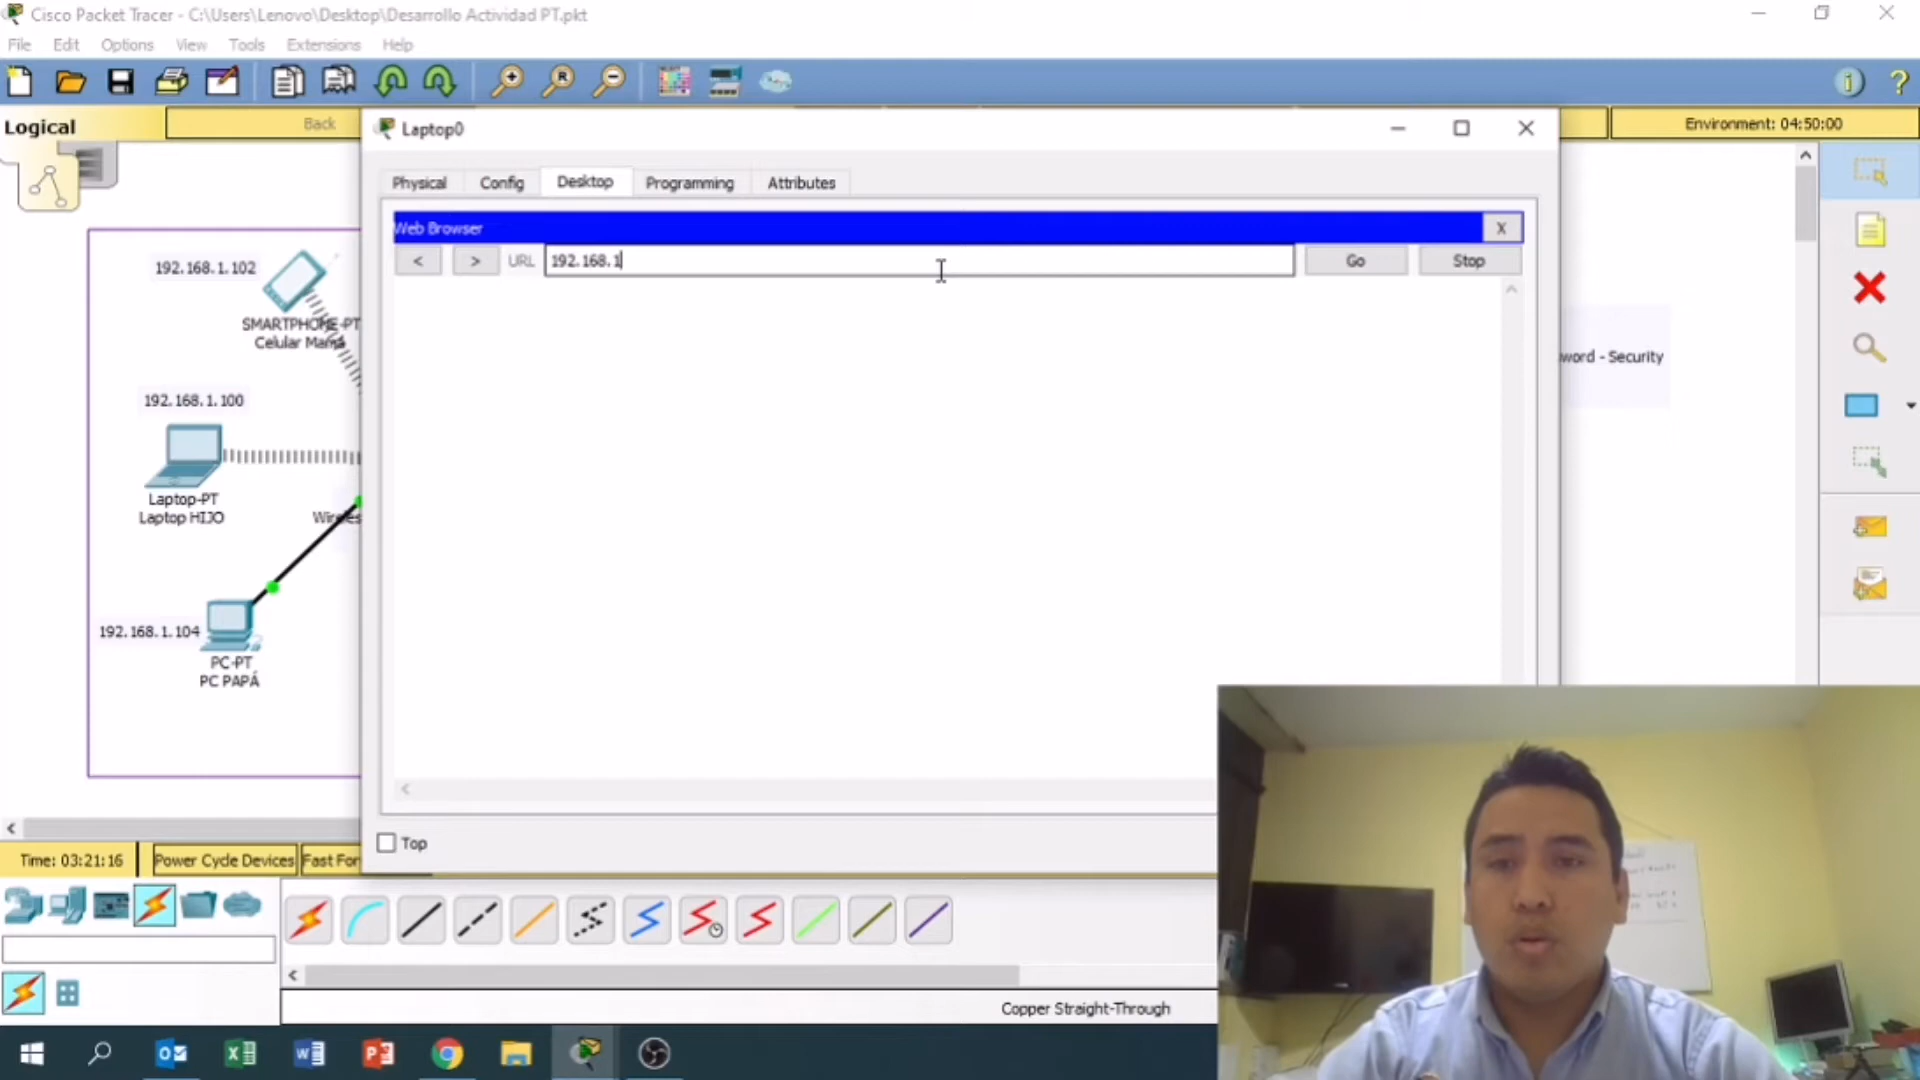 Cisco Packet Tracer - C:\Users\Lenovo\Desktop\Desarrollo Actividad PT.pkt
File Edit Options View Tools Extensions Help
Logical
Back
Environment: 04:50:00
Laptop0
Physical Config Desktop Programming Attributes
Web Browser
X
< > URL 192.168.1 Go Stop
192.168.1.102
SMARTPHONE-PT
Celular Mamá
word - Security
192.168.1.100
Laptop-PT
Laptop HIJO
Wireles
192.168.1.104
PC-PT
PC PAPÁ
Top
Time: 03:21:16
Power Cycle Devices
Fast For
Copper Straight-Through